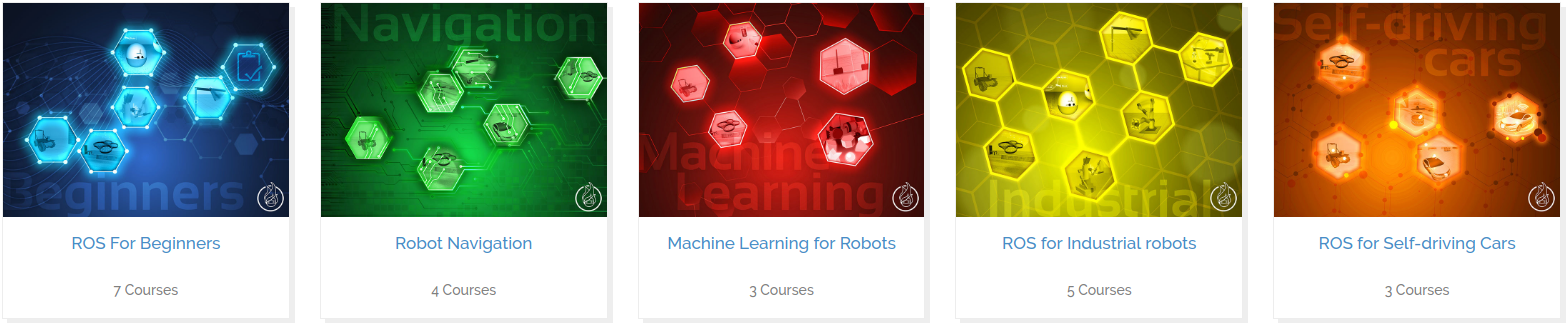 Beginners
ROS For Beginners
7 Courses
Navigation
Robot Navigation
4 Courses
Machine
Learning
Machine Learning for Robots
3 Courses
Industrial
ROS for Industrial robots
5 Courses
Self-driving
cars
ROS for Self-driving Cars
3 Courses